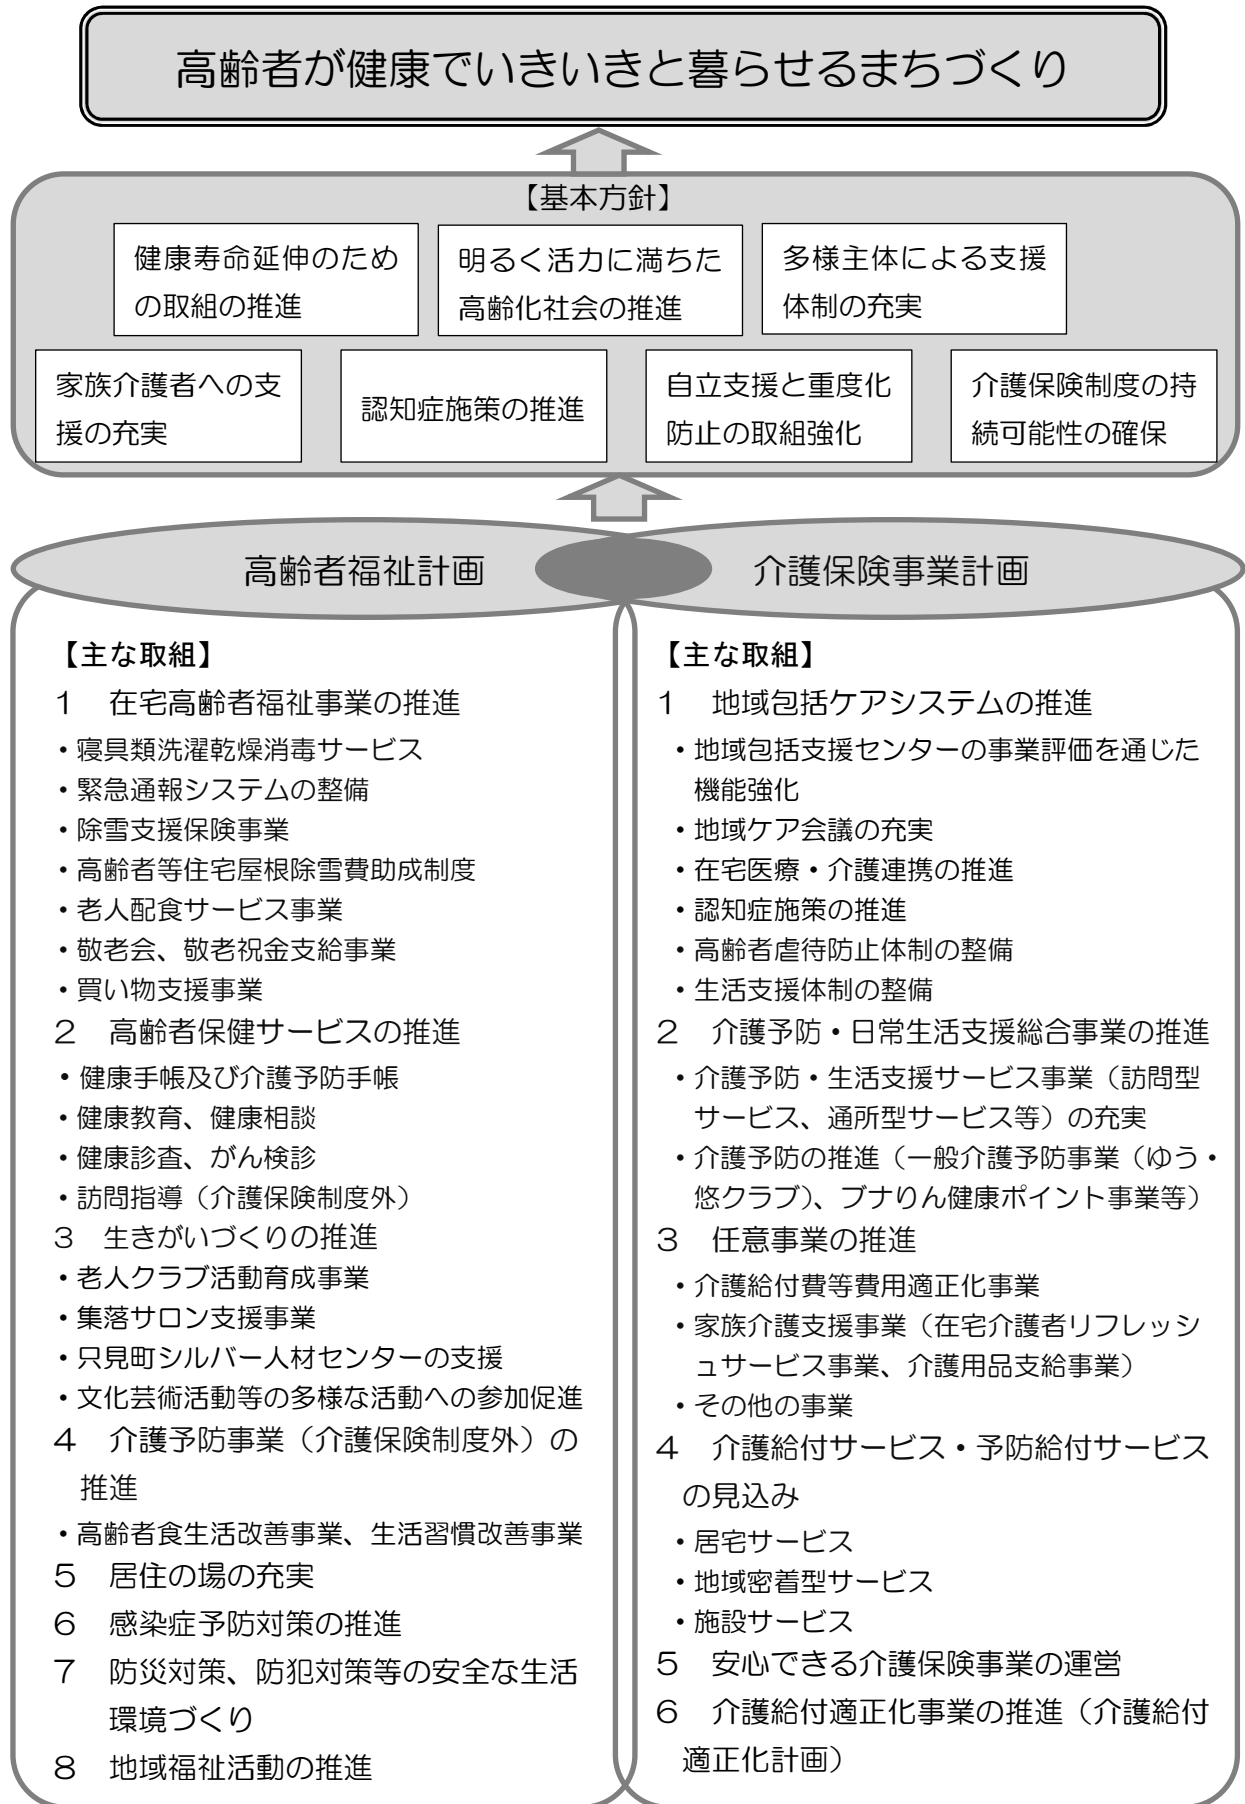 高齢者が健康でいきいきと暮らせるまちづくり
【基本方針】
健康寿命延伸のため
の取組の推進
明るく活力に満ちた
高齢化社会の推進
多様主体による支援
体制の充実
家族介護者への支
援の充実
認知症施策の推進
自立支援と重度化
防止の取組強化
介護保険制度の持
続可能性の確保
高齢者福祉計画
介護保険事業計画
【主な取組】
1　在宅高齢者福祉事業の推進
・寝具類洗濯乾燥消毒サービス
・緊急通報システムの整備
・除雪支援保険事業
・高齢者等住宅屋根除雪費助成制度
・老人配食サービス事業
・敬老会、敬老祝金支給事業
・買い物支援事業
2　高齢者保健サービスの推進
・健康手帳及び介護予防手帳
・健康教育、健康相談
・健康診査、がん検診
・訪問指導（介護保険制度外）
3　生きがいづくりの推進
・老人クラブ活動育成事業
・集落サロン支援事業
・只見町シルバー人材センターの支援
・文化芸術活動等の多様な活動への参加促進
4　介護予防事業（介護保険制度外）の
推進
・高齢者食生活改善事業、生活習慣改善事業
5　居住の場の充実
6　感染症予防対策の推進
7　防災対策、防犯対策等の安全な生活
環境づくり
8　地域福祉活動の推進
【主な取組】
1　地域包括ケアシステムの推進
・地域包括支援センターの事業評価を通じた
機能強化
・地域ケア会議の充実
・在宅医療・介護連携の推進
・認知症施策の推進
・高齢者虐待防止体制の整備
・生活支援体制の整備
2　介護予防・日常生活支援総合事業の推進
・介護予防・生活支援サービス事業（訪問型
サービス、通所型サービス等）の充実
・介護予防の推進（一般介護予防事業（ゆう・
悠クラブ）、ブナりん健康ポイント事業等）
3　任意事業の推進
・介護給付費等費用適正化事業
・家族介護支援事業（在宅介護者リフレッシ
ュサービス事業、介護用品支給事業）
・その他の事業
4　介護給付サービス・予防給付サービス
の見込み
・居宅サービス
・地域密着型サービス
・施設サービス
5　安心できる介護保険事業の運営
6　介護給付適正化事業の推進（介護給付
適正化計画）